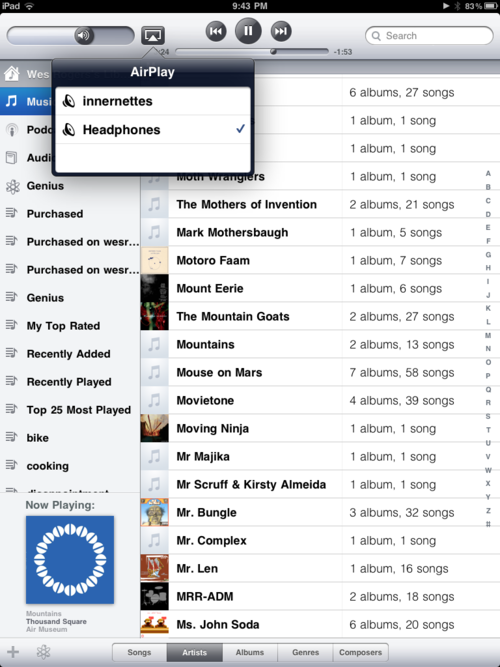 iPad 9:43 PM 83%
24 -1:53 Search
AirPlay
innernettes
Headphones
Wes
Music
Podc
Audi
Genius
Purchased
Purchased on wesr...
Purchased on wesr...
Genius
My Top Rated
Recently Added
Recently Played
Top 25 Most Played
bike
cooking
disappointment
6 albums, 27 songs
1 album, 1 song
1 album, 1 song
Moth Wranglers 1 album, 1 song
The Mothers of Invention 2 albums, 21 songs
Mark Mothersbaugh 1 album, 5 songs
Motoro Faam 1 album, 7 songs
Mount Eerie 1 album, 6 songs
The Mountain Goats 2 albums, 27 songs
Mountains 2 albums, 13 songs
Mouse on Mars 7 albums, 58 songs
Movietone 4 albums, 39 songs
Moving Ninja 1 album, 1 song
Mr Majika 1 album, 1 song
Mr Scruff & Kirsty Almeida 1 album, 1 song
Mr. Bungle 3 albums, 32 songs
Mr. Complex 1 album, 1 song
Mr. Len 1 album, 16 songs
MRR-ADM 2 albums, 18 songs
Ms. John Soda 6 albums, 20 songs
A
B
C
D
E
F
G
H
I
J
K
L
M
N
O
P
Q
R
S
T
U
V
W
X
Y
Z
#
Now Playing:
Mountains
Thousand Square
Air Museum
Songs Artists Albums Genres Composers